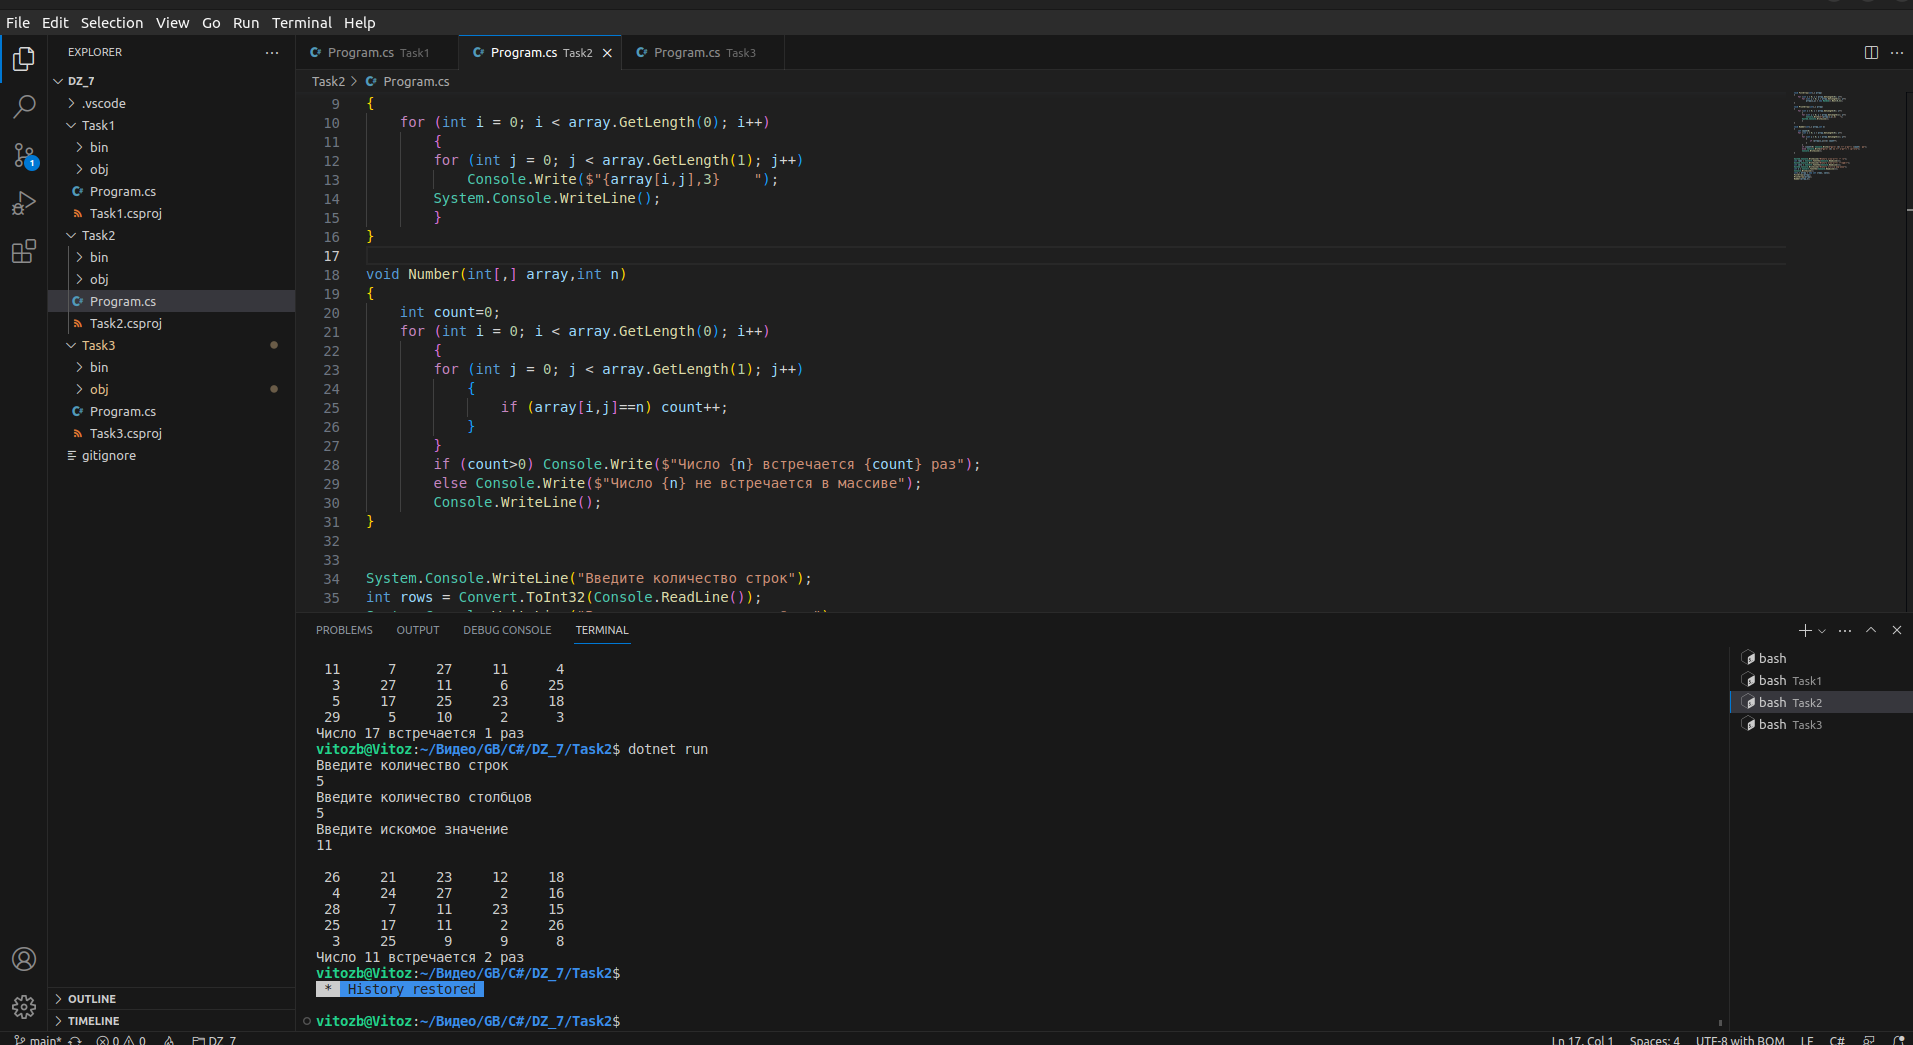 File Edit Selection View Go Run Terminal Help
EXPLORER
DZ_7
.vscode
Task1
bin
obj
Program.cs
Task1.csproj
Task2
bin
obj
Program.cs
Task2.csproj
Task3
bin
obj
Program.cs
Task3.csproj
gitignore
OUTLINE
TIMELINE
1
Program.cs Task1
Program.cs Task2
Program.cs Task3
Task2 > Program.cs
9 {
10 for (int i = 0; i < array.GetLength(0); i++)
11 {
12 for (int j = 0; j < array.GetLength(1); j++)
13 Console.Write($"{array[i,j],3}    ");
14 System.Console.WriteLine();
15 }
16 }
17
18 void Number(int[,] array,int n)
19 {
20 int count=0;
21 for (int i = 0; i < array.GetLength(0); i++)
22 {
23 for (int j = 0; j < array.GetLength(1); j++)
24 {
25 if (array[i,j]==n) count++;
26 }
27 }
28 if (count>0) Console.Write($"Число {n} встречается {count} раз");
29 else Console.Write($"Число {n} не встречается в массиве");
30 Console.WriteLine();
31 }
32
33
34 System.Console.WriteLine("Введите количество строк");
35 int rows = Convert.ToInt32(Console.ReadLine());
PROBLEMS OUTPUT DEBUG CONSOLE TERMINAL
11 7 27 11 4
3 27 11 6 25
5 17 25 23 18
29 5 10 2 3
Число 17 встречается 1 раз
vitozb@Vitoz:~/Видео/GB/C#/DZ_7/Task2$ dotnet run
Введите количество строк
5
Введите количество столбцов
5
Введите искомое значение
11
26 21 23 12 18
4 24 27 2 16
28 7 11 23 15
25 17 11 2 26
3 25 9 9 8
Число 11 встречается 2 раз
vitozb@Vitoz:~/Видео/GB/C#/DZ_7/Task2$
* History restored
vitozb@Vitoz:~/Видео/GB/C#/DZ_7/Task2$
bash
bash Task1
bash Task2
bash Task3
main* 0 0 DZ_7
Ln 17, Col 1 Spaces: 4 UTF-8 with BOM LF C#